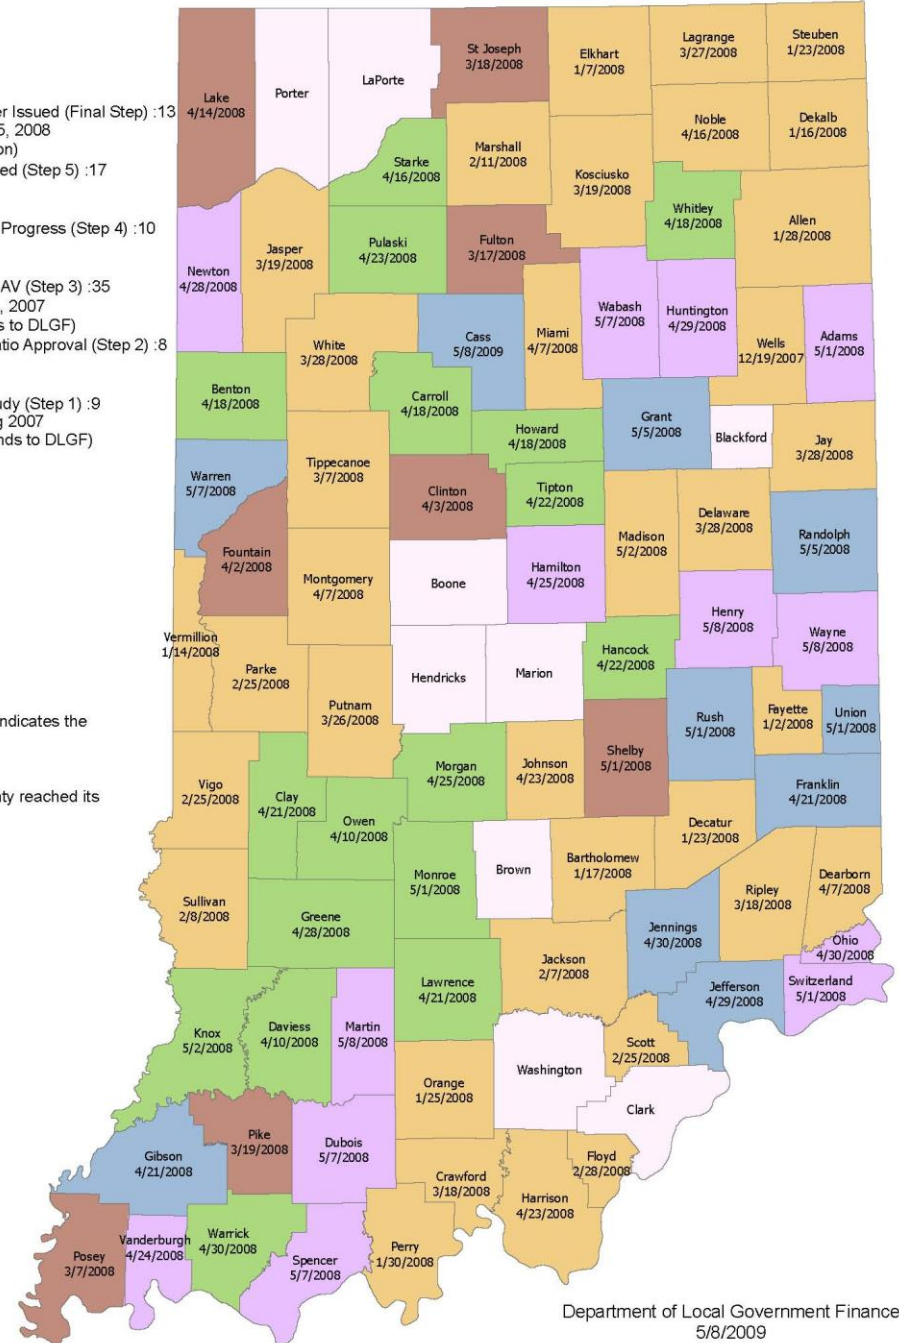 er Issued (Final Step) :13
5, 2008
on)
ed (Step 5) :17
Progress (Step 4) :10
AV (Step 3) :35
, 2007
s to DLGF)
atio Approval (Step 2) :8
udy (Step 1) :9
g 2007
nds to DLGF)
ndicates the
nty reached its
Lake
4/14/2008
Porter
LaPorte
St Joseph
3/18/2008
Elkhart
1/7/2008
Lagrange
3/27/2008
Steuben
1/23/2008
Noble
4/16/2008
Dekalb
1/16/2008
Starke
4/16/2008
Marshall
2/11/2008
Kosciusko
3/19/2008
Whitley
4/18/2008
Allen
1/28/2008
Newton
4/28/2008
Jasper
3/19/2008
Pulaski
4/23/2008
Fulton
3/17/2008
Wabash
5/7/2008
Huntington
4/29/2008
White
3/28/2008
Cass
5/8/2009
Miami
4/7/2008
Wells
12/19/2007
Adams
5/1/2008
Benton
4/18/2008
Carroll
4/18/2008
Howard
4/18/2008
Grant
5/5/2008
Blackford
Jay
3/28/2008
Warren
5/7/2008
Tippecanoe
3/7/2008
Clinton
4/3/2008
Tipton
4/22/2008
Madison
5/2/2008
Delaware
3/28/2008
Randolph
5/5/2008
Fountain
4/2/2008
Montgomery
4/7/2008
Boone
Hamilton
4/25/2008
Henry
5/8/2008
Wayne
5/8/2008
Vermillion
1/14/2008
Parke
2/25/2008
Putnam
3/26/2008
Hendricks
Marion
Hancock
4/22/2008
Rush
5/1/2008
Fayette
1/2/2008
Union
5/1/2008
Vigo
2/25/2008
Clay
4/21/2008
Owen
4/10/2008
Morgan
4/25/2008
Johnson
4/23/2008
Shelby
5/1/2008
Franklin
4/21/2008
Decatur
1/23/2008
Sullivan
2/8/2008
Greene
4/28/2008
Monroe
5/1/2008
Brown
Bartholomew
1/17/2008
Jennings
4/30/2008
Ripley
3/18/2008
Dearborn
4/7/2008
Ohio
4/30/2008
Switzerland
5/1/2008
Knox
5/2/2008
Daviess
4/10/2008
Martin
5/8/2008
Lawrence
4/21/2008
Jackson
2/7/2008
Jefferson
4/29/2008
Scott
2/25/2008
Orange
1/25/2008
Washington
Clark
Gibson
4/21/2008
Pike
3/19/2008
Dubois
5/7/2008
Crawford
3/18/2008
Floyd
2/28/2008
Harrison
4/23/2008
Posey
3/7/2008
Vanderburgh
4/24/2008
Warrick
4/30/2008
Spencer
5/7/2008
Perry
1/30/2008
Department of Local Government Finance
5/8/2009